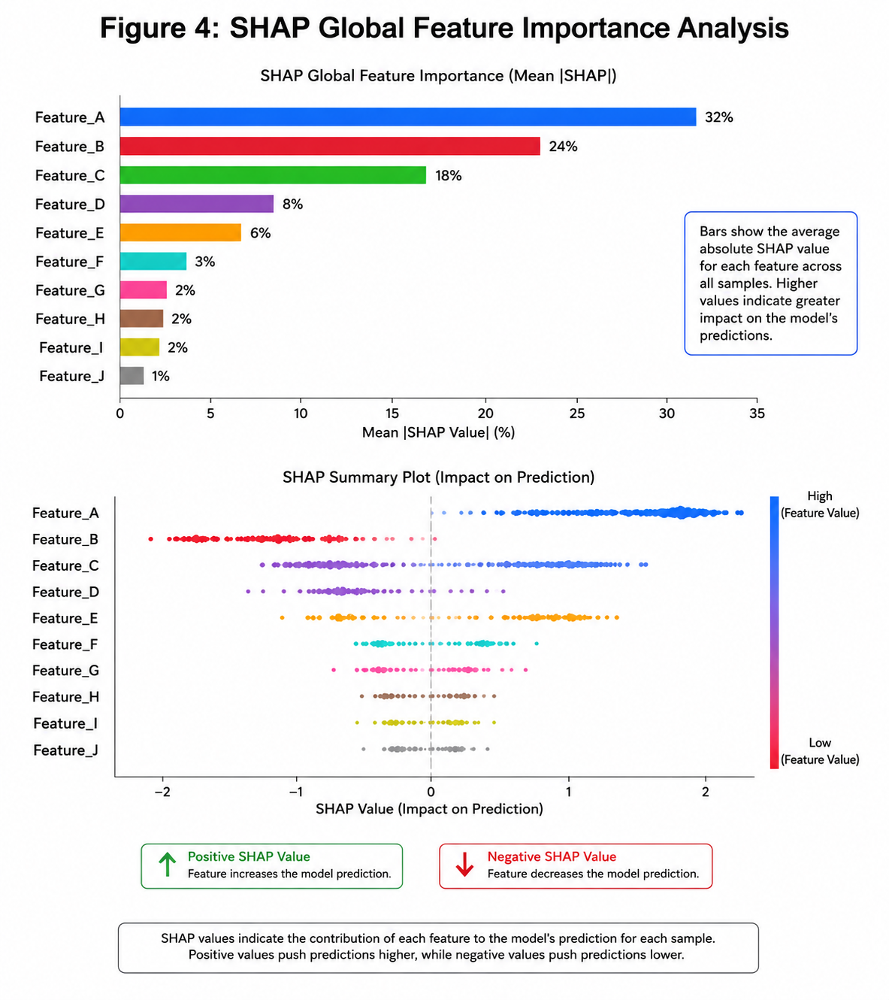 Figure 4: SHAP Global Feature Importance Analysis
SHAP Global Feature Importance (Mean |SHAP|)
Feature_A
32%
Feature_B
24%
Feature_C
18%
Feature_D
8%
Feature_E
6%
Feature_F
3%
Feature_G
2%
Feature_H
2%
Feature_I
2%
Feature_J
1%
Bars show the average
absolute SHAP value
for each feature across
all samples. Higher
values indicate greater
impact on the model's
predictions.
0 5 10 15 20 25 30 35
Mean |SHAP Value| (%)
SHAP Summary Plot (Impact on Prediction)
Feature_A
Feature_B
Feature_C
Feature_D
Feature_E
Feature_F
Feature_G
Feature_H
Feature_I
Feature_J
High
(Feature Value)
Low
(Feature Value)
−2 −1 0 1 2
SHAP Value (Impact on Prediction)
Positive SHAP Value
Feature increases the model prediction.
Negative SHAP Value
Feature decreases the model prediction.
SHAP values indicate the contribution of each feature to the model's prediction for each sample.
Positive values push predictions higher, while negative values push predictions lower.